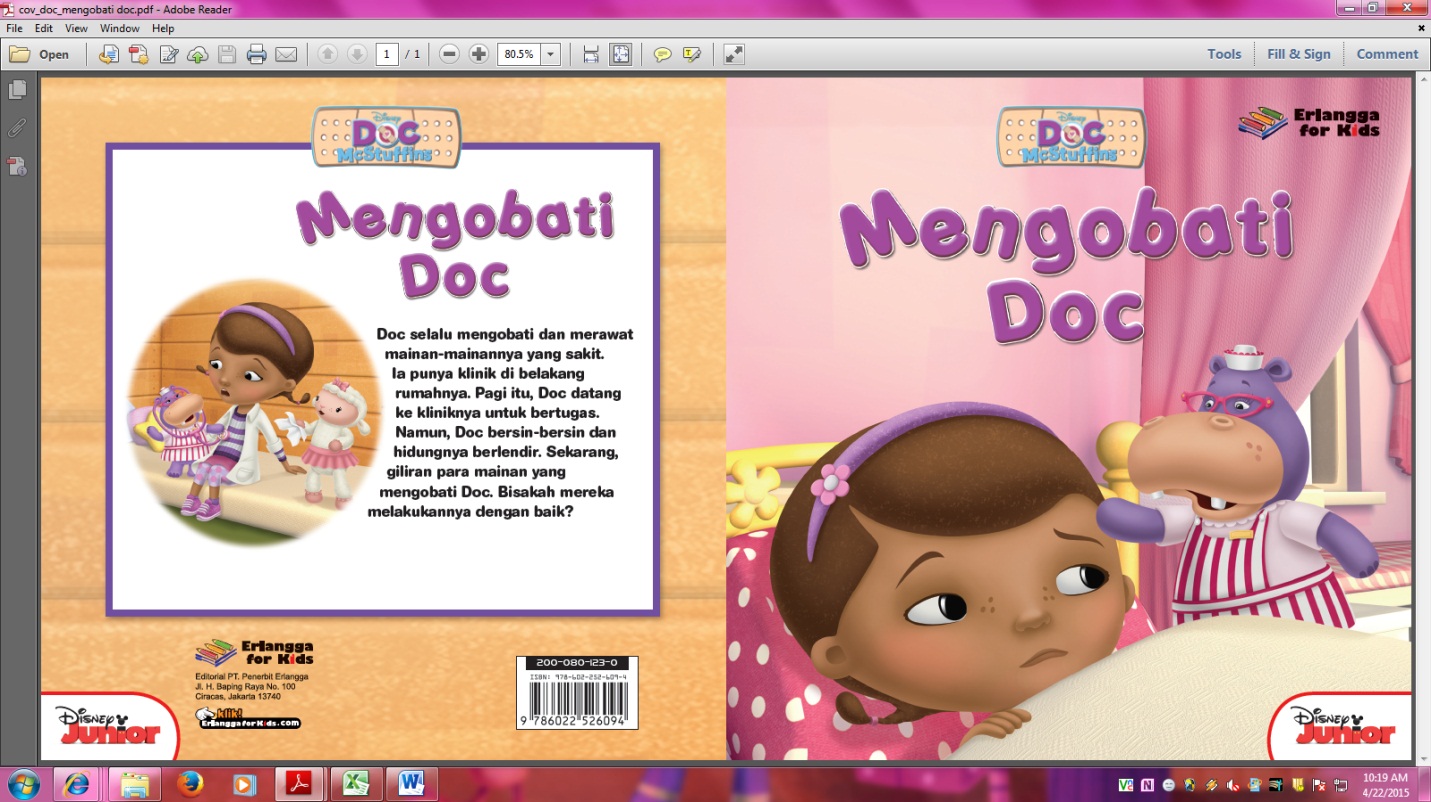 cov_doc_mengobati doc.pdf - Adobe Reader
File Edit View Window Help
Open 1 / 1 80.5% Tools Fill & Sign Comment
Disney
Doc
McStuffins
Mengobati
Doc
Doc selalu mengobati dan merawat
mainan-mainannya yang sakit.
Ia punya klinik di belakang
rumahnya. Pagi itu, Doc datang
ke kliniknya untuk bertugas.
Namun, Doc bersin-bersin dan
hidungnya berlendir. Sekarang,
giliran para mainan yang
mengobati Doc. Bisakah mereka
melakukannya dengan baik?
Erlangga
for Kids
Editorial PT. Penerbit Erlangga
Jl. H. Baping Raya No. 100
Ciracas, Jakarta 13740
klik!
ErlanggaforKids.com
200-080-123-0
ISBN: 978-602-252-609-4
9 786022 526094
Disney
Junior
Disney
Doc
McStuffins
Erlangga
for Kids
Mengobati
Doc
Disney
Junior
10:19 AM
4/22/2015